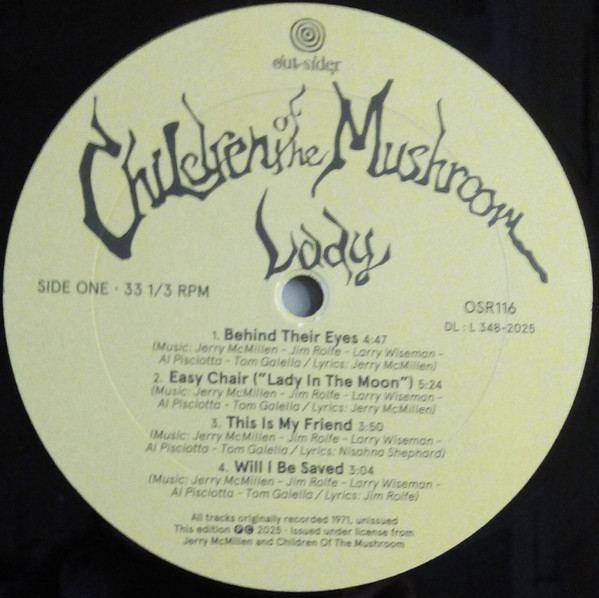 out-sider
Children of the Mushroom
Lady
SIDE ONE · 33 1/3 RPM
OSR116
DL : L 348-2025
1. Behind Their Eyes 4:47
(Music: Jerry McMillen - Jim Rolfe - Larry Wiseman -
Al Pisciotta - Tom Galella / Lyrics: Jerry McMillen)
2. Easy Chair ("Lady In The Moon") 5:24
(Music: Jerry McMillen - Jim Rolfe - Larry Wiseman -
Al Pisciotta - Tom Galella / Lyrics: Jerry McMillen)
3. This Is My Friend 3:50
(Music: Jerry McMillen - Jim Rolfe - Larry Wiseman -
Al Pisciotta - Tom Galella / Lyrics: Nisahna Shephard)
4. Will I Be Saved 3:04
(Music: Jerry McMillen - Jim Rolfe - Larry Wiseman -
Al Pisciotta - Tom Galella / Lyrics: Jim Rolfe)
All tracks originally recorded 1971, unissued
This edition ℗© 2025 · Issued under license from
Jerry McMillen and Children Of The Mushroom